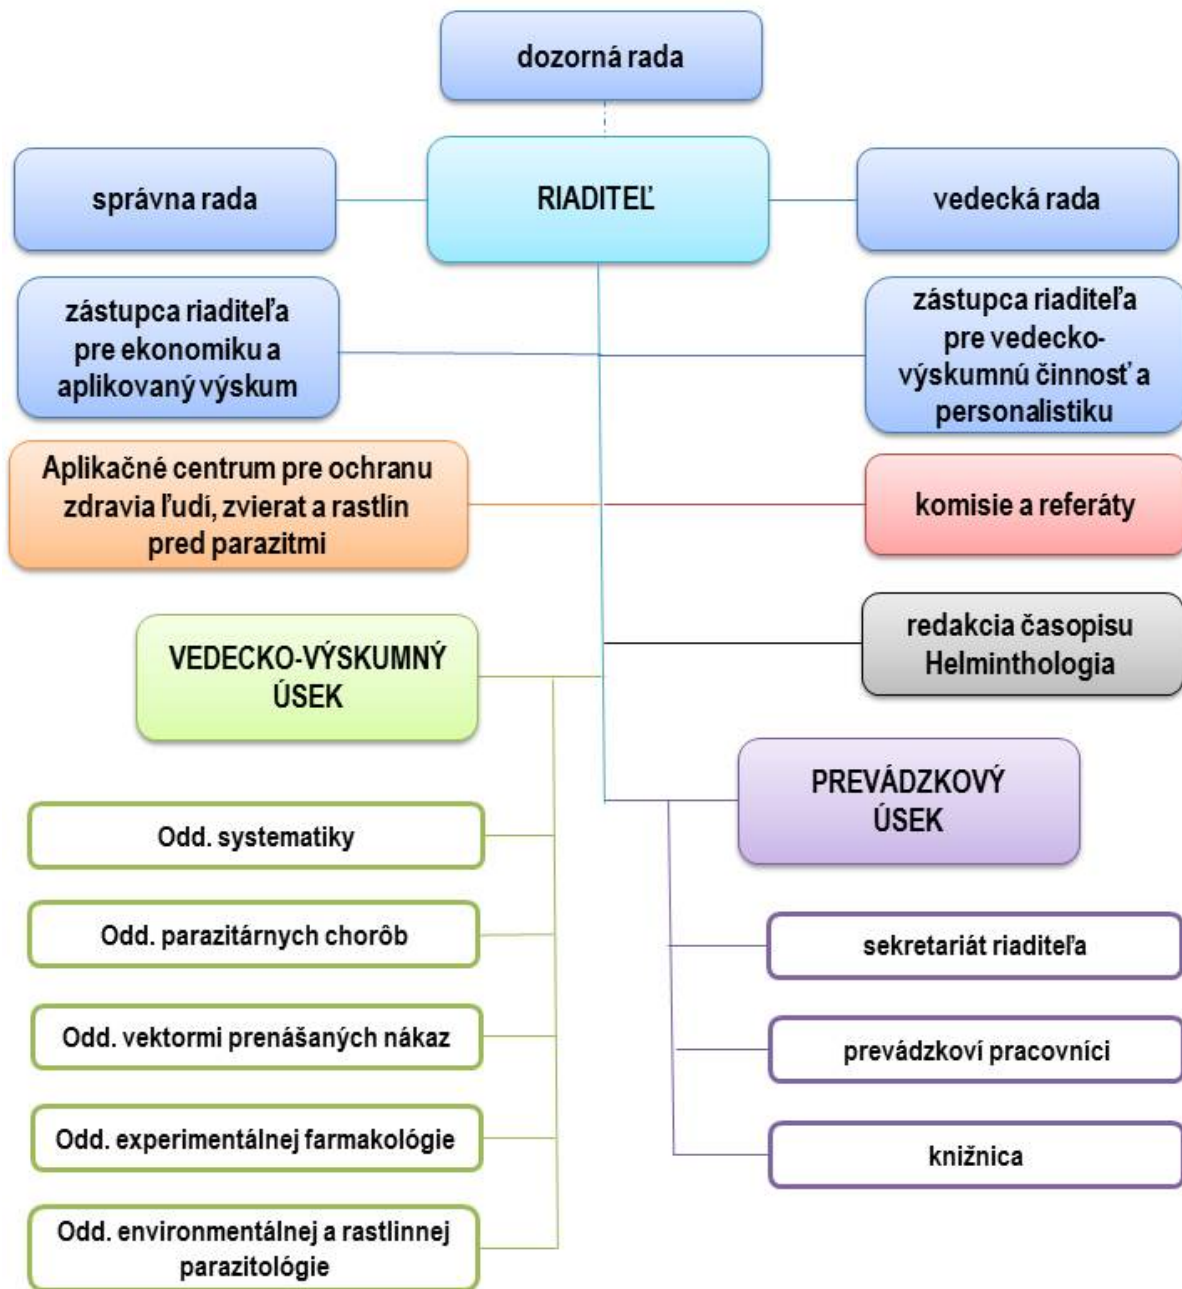 dozorná rada
správna rada
RIADITEĽ
vedecká rada
zástupca riaditeľa
pre ekonomiku a
aplikovaný výskum
zástupca riaditeľa
pre vedecko-
výskumnú činnosť a
personalistiku
Aplikačné centrum pre ochranu
zdravia ľudí, zvierat a rastlín
pred parazitmi
komisie a referáty
redakcia časopisu
Helminthologia
VEDECKO-VÝSKUMNÝ
ÚSEK
PREVÁDZKOVÝ
ÚSEK
Odd. systematiky
Odd. parazitárnych chorôb
Odd. vektormi prenášaných nákaz
Odd. experimentálnej farmakológie
Odd. environmentálnej a rastlinnej
parazitológie
sekretariát riaditeľa
prevádzkoví pracovníci
knižnica